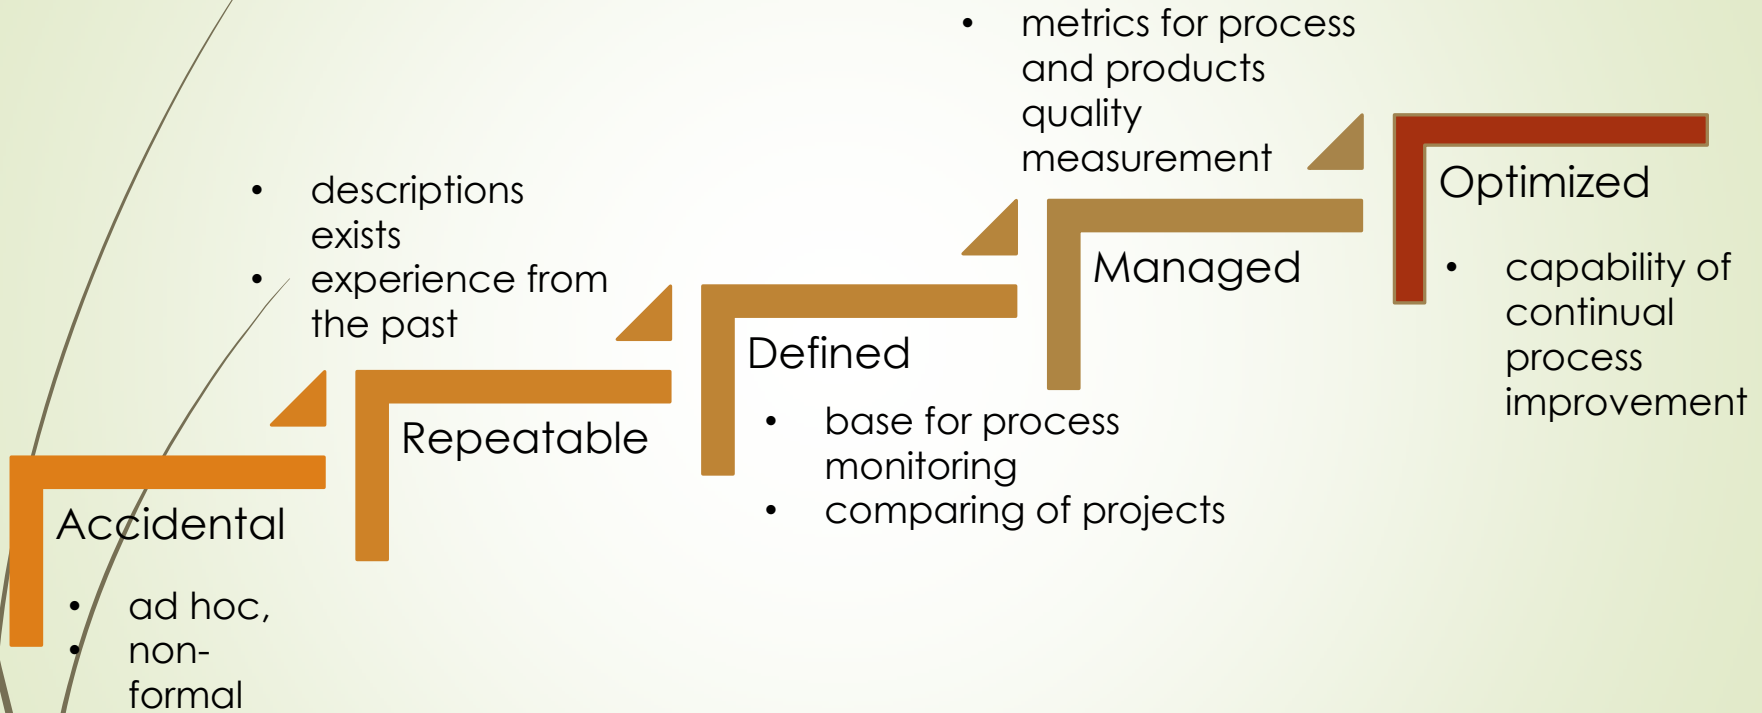 Accidental
• ad hoc,
• non-
formal
Repeatable
• descriptions
exists
• experience from
the past
Defined
• base for process
monitoring
• comparing of projects
Managed
• metrics for process
and products
quality
measurement
Optimized
• capability of
continual
process
improvement